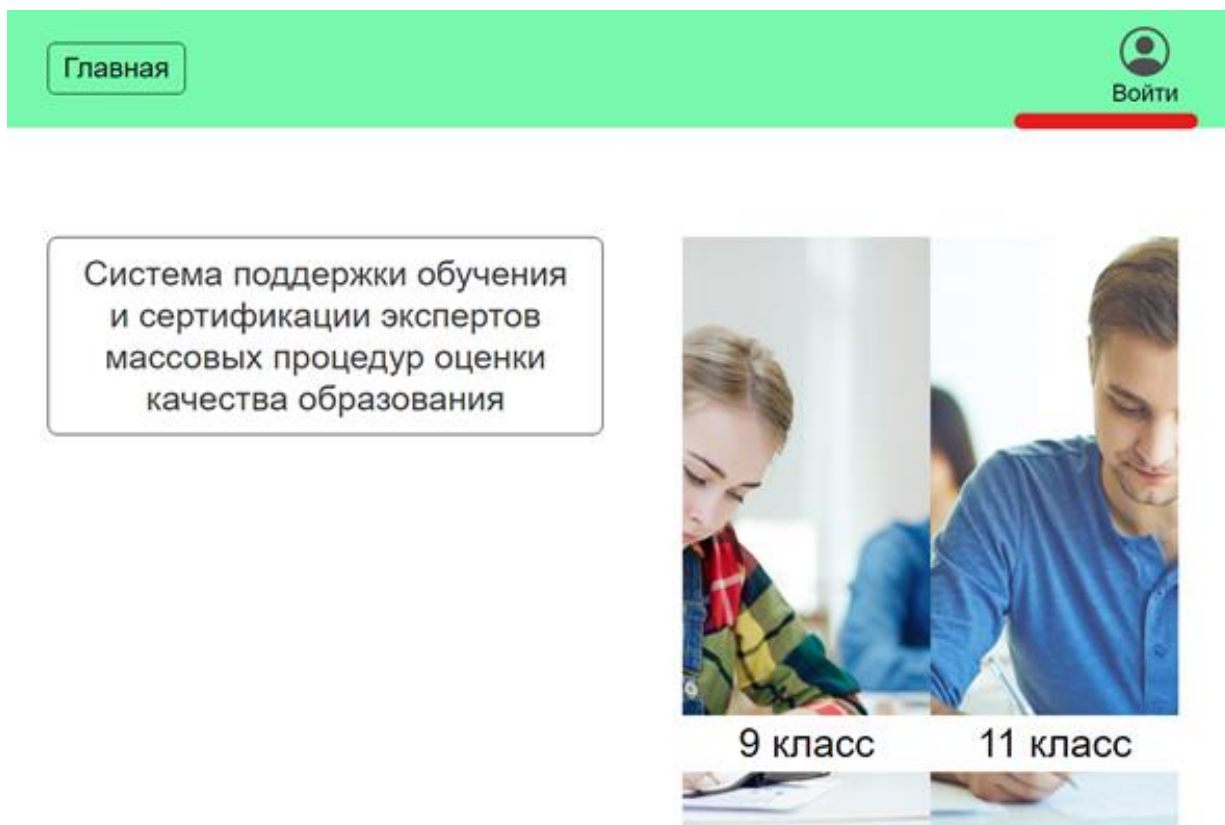 Главная
Войти
Система поддержки обучения
и сертификации экспертов
массовых процедур оценки
качества образования
9 класс
11 класс